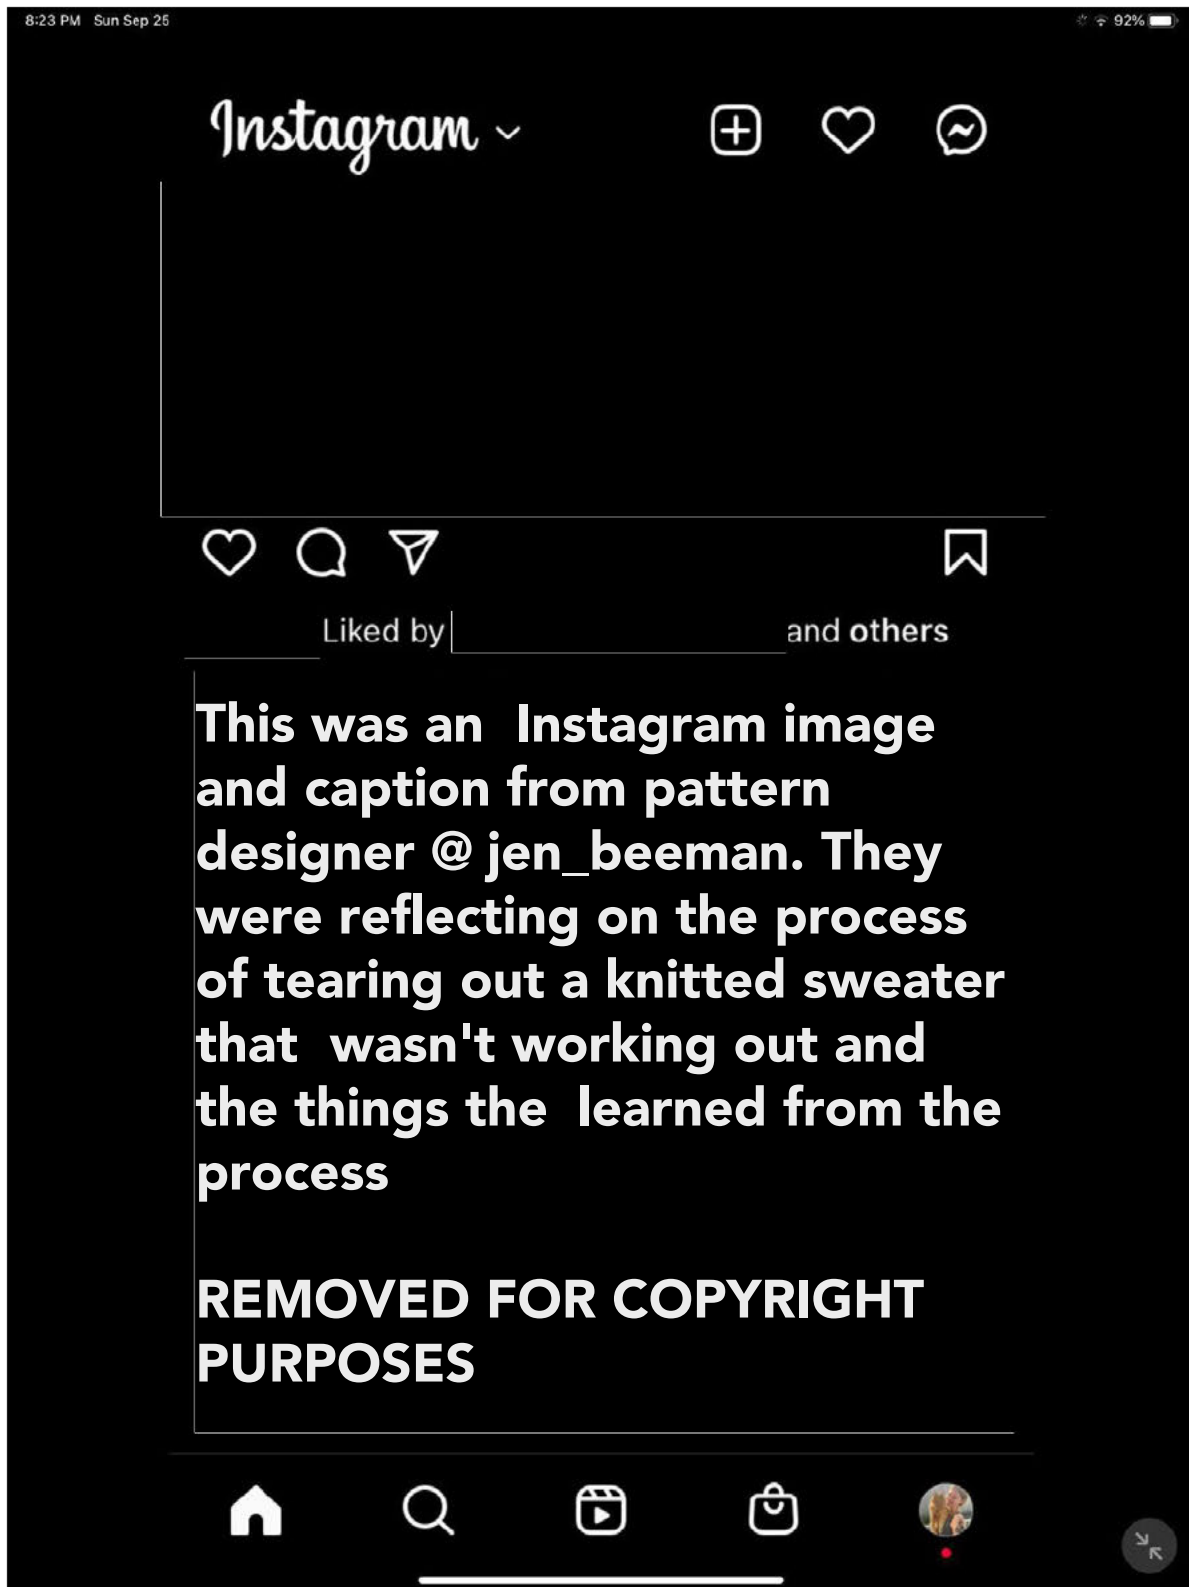 8:23 PM Sun Sep 25 92%
Instagram
Liked by and others
This was an Instagram image
and caption from pattern
designer @ jen_beeman. They
were reflecting on the process
of tearing out a knitted sweater
that wasn't working out and
the things the learned from the
process
REMOVED FOR COPYRIGHT
PURPOSES